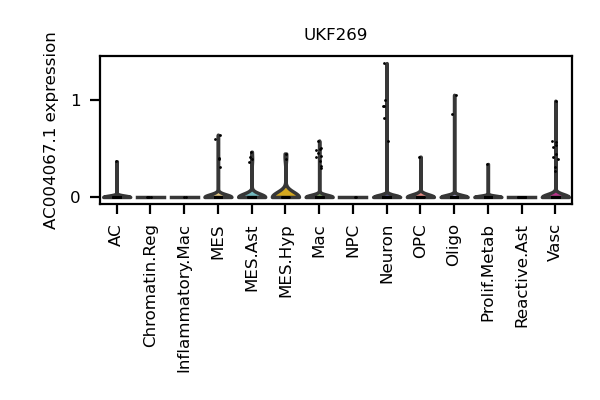 UKF269
AC004067.1 expression
1
0
AC
Chromatin.Reg
Inflammatory.Mac
MES
MES.Ast
MES.Hyp
Mac
NPC
Neuron
OPC
Oligo
Prolif.Metab
Reactive.Ast
Vasc